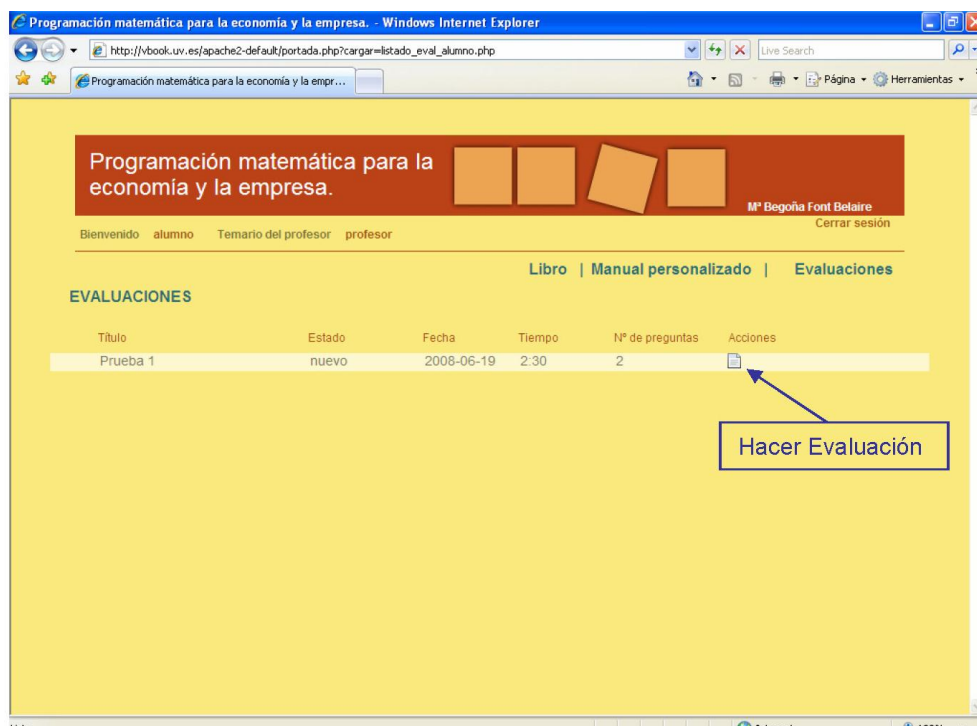 Programación matemática para la economía y la empresa. - Windows Internet Explorer
http://vbook.uv.es/apache2-default/portada.php?cargar=listado_eval_alumno.php
Live Search
Programación matemática para la economía y la empr...
Página
Herramientas
Programación matemática para la
economía y la empresa.
Mª Begoña Font Belaire
Cerrar sesión
Bienvenido alumno Temario del profesor profesor
Libro | Manual personalizado | Evaluaciones
EVALUACIONES
Título Estado Fecha Tiempo Nº de preguntas Acciones
Prueba 1 nuevo 2008-06-19 2:30 2
Hacer Evaluación